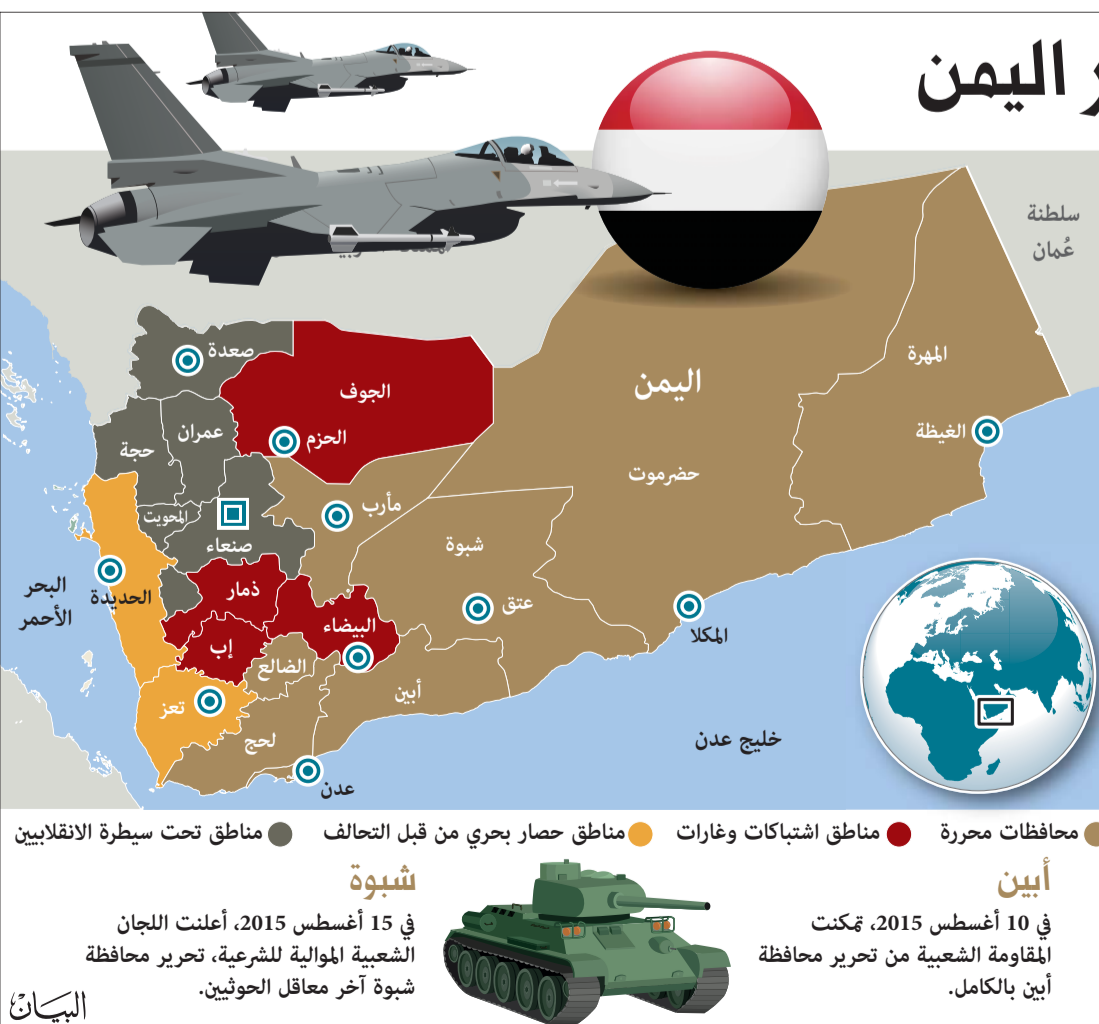 اليمن
سلطنة
عُمان
صعدة
الجوف
المهرة
اليمن
عمران
الحزم
حجة
الغيظة
حضرموت
مأرب
المحويت
صنعاء
شبوة
البحر
الأحمر
الحديدة
ذمار
عتق
البيضاء
المكلا
إب
الضالع
أبين
تعز
لحج
خليج عدن
عدن
محافظات محررة
مناطق اشتباكات وغارات
مناطق حصار بحري من قبل التحالف
مناطق تحت سيطرة الانقلابيين
أبين
في 10 أغسطس 2015، تمكنت
المقاومة الشعبية من تحرير محافظة
أبين بالكامل.
شبوة
في 15 أغسطس 2015، أعلنت اللجان
الشعبية الموالية للشرعية، تحرير محافظة
شبوة آخر معاقل الحوثيين.
البيان